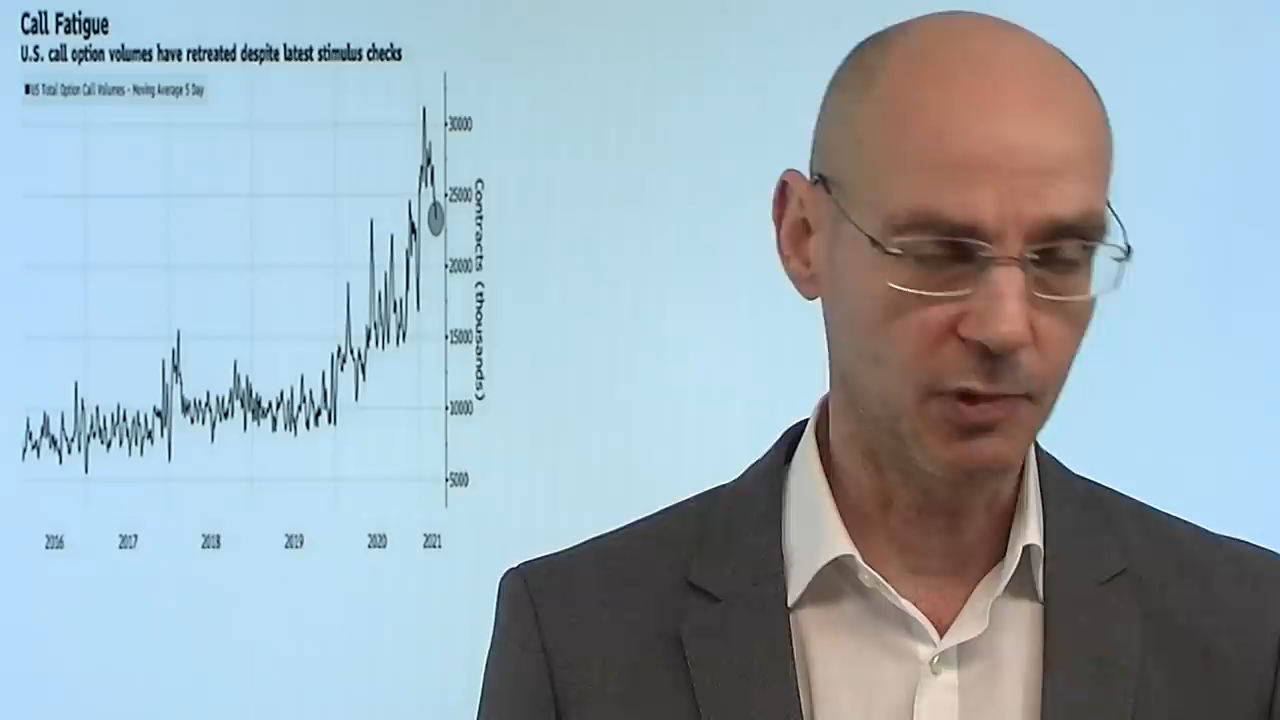 Call Fatigue
U.S. call option volumes have retreated despite latest stimulus checks
US Total Option Call Volumes - Moving Average 5 Day
30000
25000
20000
15000
10000
5000
Contracts (thousands)
2016 2017 2018 2019 2020 2021